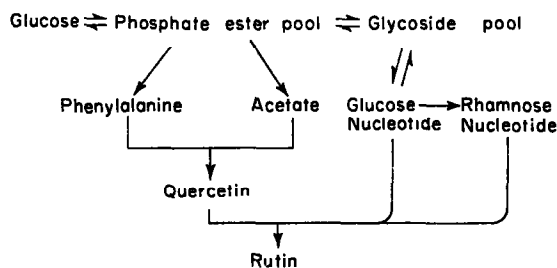 Glucose ⇌ Phosphate ester pool ⇌ Glycoside pool
Phenylalanine Acetate Glucose Rhamnose
Nucleotide Nucleotide
Quercetin
Rutin